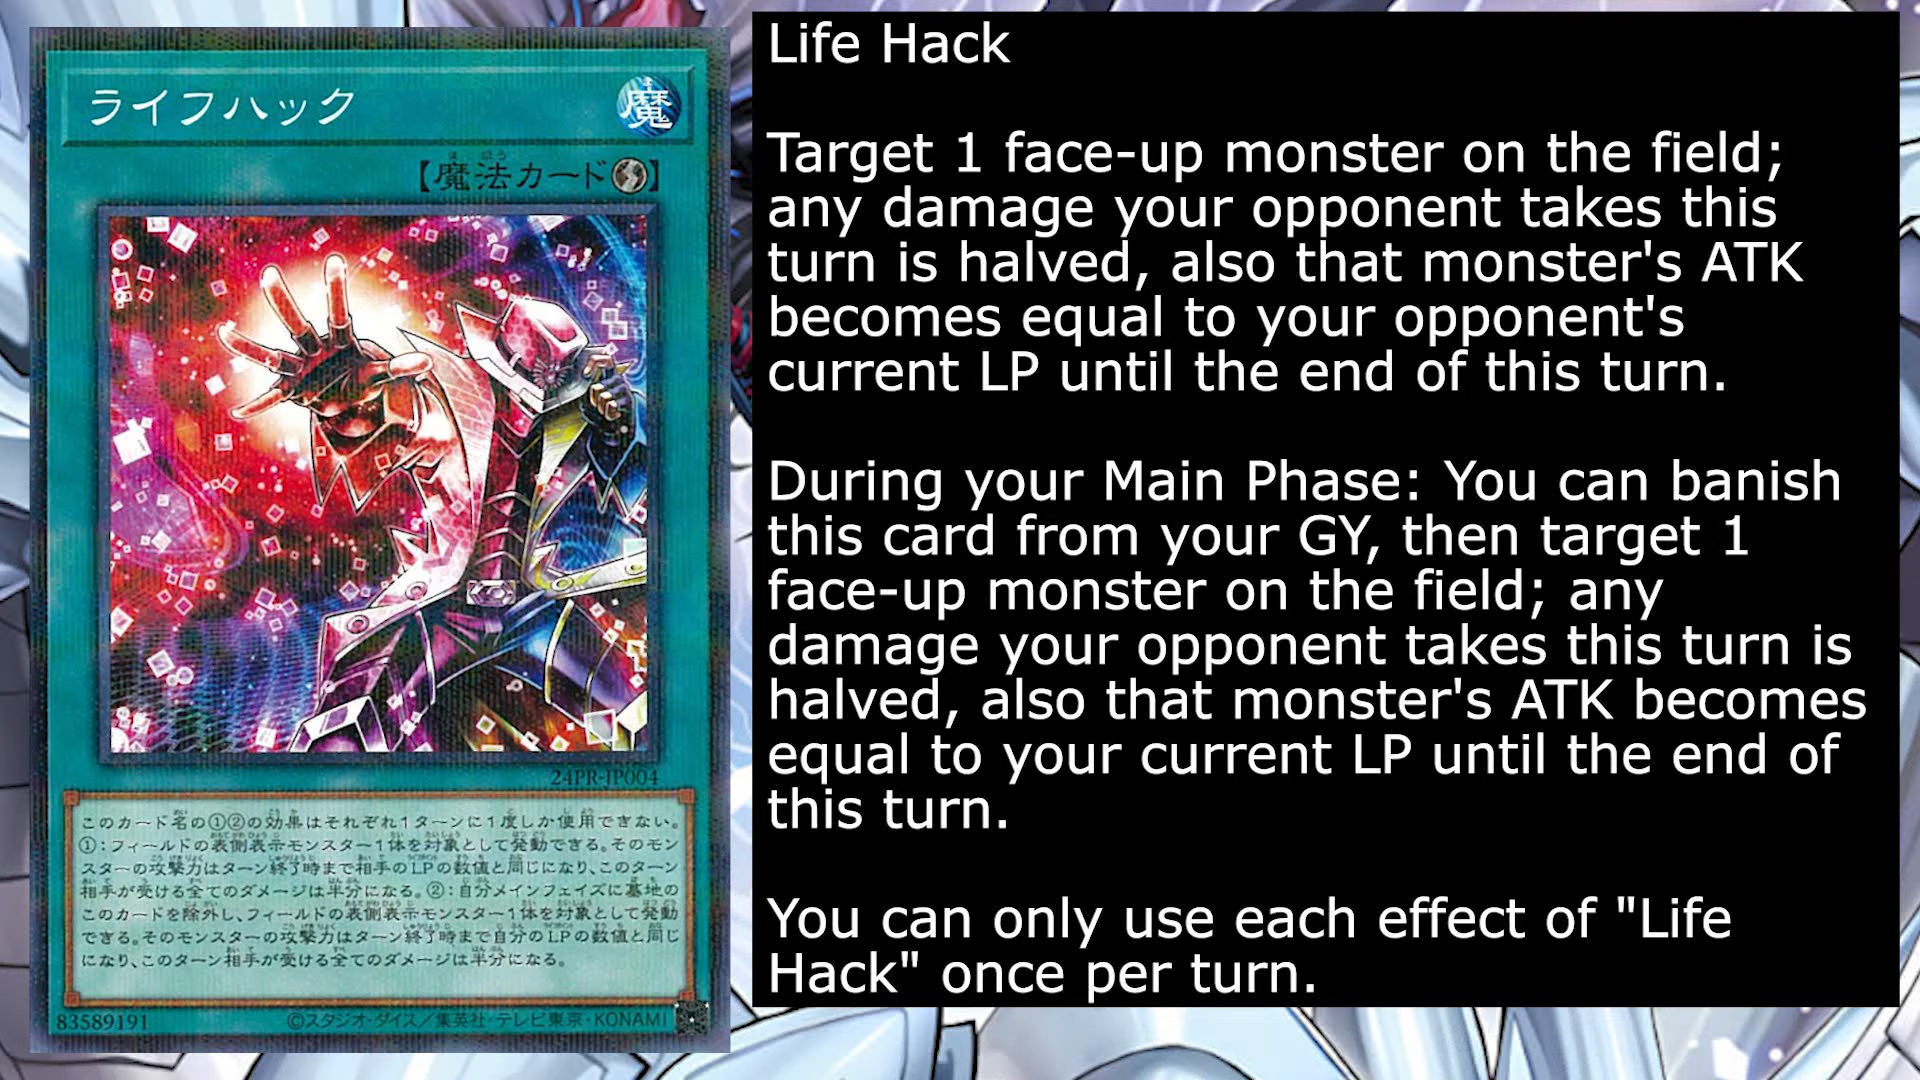 ライフハック
魔
【魔法カード】
24PR-JP004
このカード名の①②の効果はそれぞれ1ターンに1度しか使用できない。
①：フィールドの表側表示モンスター1体を対象として発動できる。そのモン
スターの攻撃力はターン終了時まで相手のLPの数値と同じになり、このターン
相手が受ける全てのダメージは半分になる。②：自分メインフェイズに墓地の
このカードを除外し、フィールドの表側表示モンスター1体を対象として発動
できる。そのモンスターの攻撃力はターン終了時まで自分のLPの数値と同じ
になり、このターン相手が受ける全てのダメージは半分になる。
83589191
©スタジオ・ダイス／集英社・テレビ東京・KONAMI
Life Hack
Target 1 face-up monster on the field;
any damage your opponent takes this
turn is halved, also that monster's ATK
becomes equal to your opponent's
current LP until the end of this turn.
During your Main Phase: You can banish
this card from your GY, then target 1
face-up monster on the field; any
damage your opponent takes this turn is
halved, also that monster's ATK becomes
equal to your current LP until the end of
this turn.
You can only use each effect of "Life
Hack" once per turn.